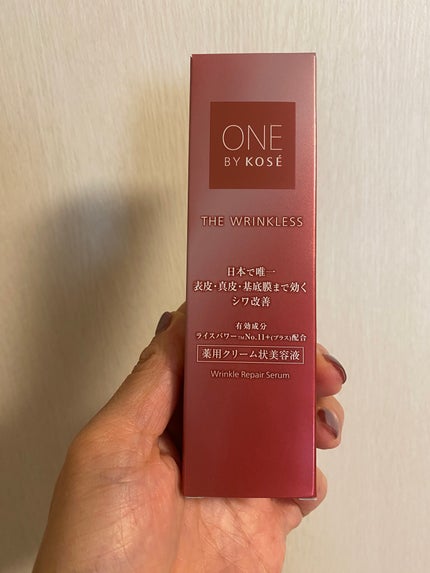 ONE
BY KOSÉ
THE WRINKLESS
日本で唯一
表皮・真皮・基底膜まで効く
シワ改善
有効成分
ライスパワー™No.11+(プラス)配合
薬用クリーム状美容液
Wrinkle Repair Serum